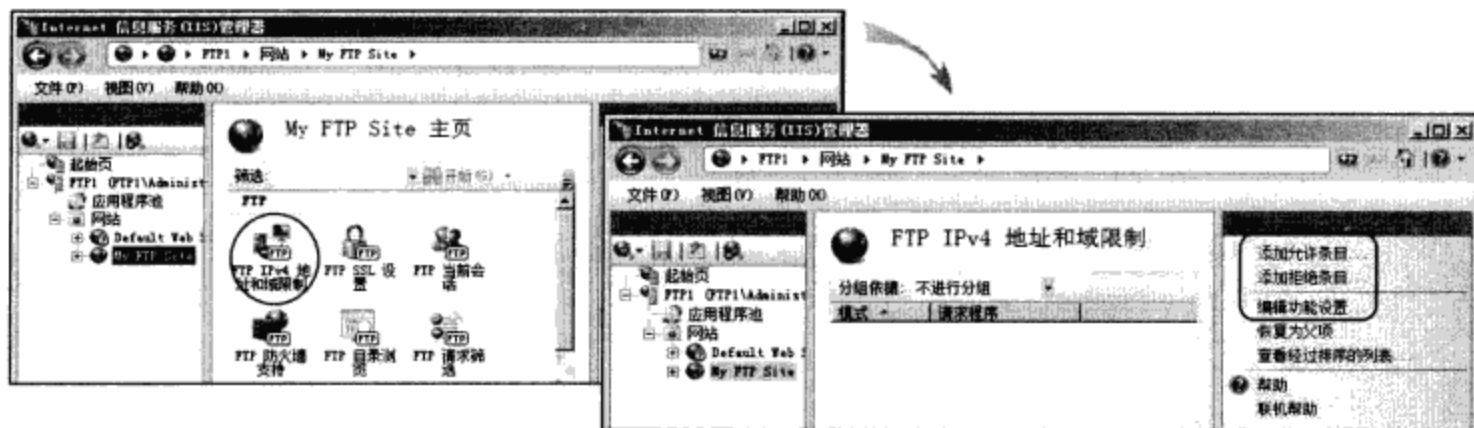 Internet 信息服务(IIS)管理器
FTP1 网站 My FTP Site
文件(F) 视图(V) 帮助(H)
起始页
FTP1 (FTP1\Administ
应用程序池
网站
Default Web S
My FTP Site
My FTP Site 主页
筛选: 开始(G)
FTP
FTP IPv4 地址和域限制
FTP SSL 设置
FTP 当前会话
FTP 防火墙支持
FTP 目录浏览
FTP 请求筛选
Internet 信息服务(IIS)管理器
FTP1 网站 My FTP Site
文件(F) 视图(V) 帮助(H)
起始页
FTP1 (FTP1\Administ
应用程序池
网站
Default Web S
My FTP Site
FTP IPv4 地址和域限制
分组依据: 不进行分组
模式 请求程序
添加允许条目
添加拒绝条目
编辑功能设置
恢复为父项
查看经过排序的列表
帮助
联机帮助